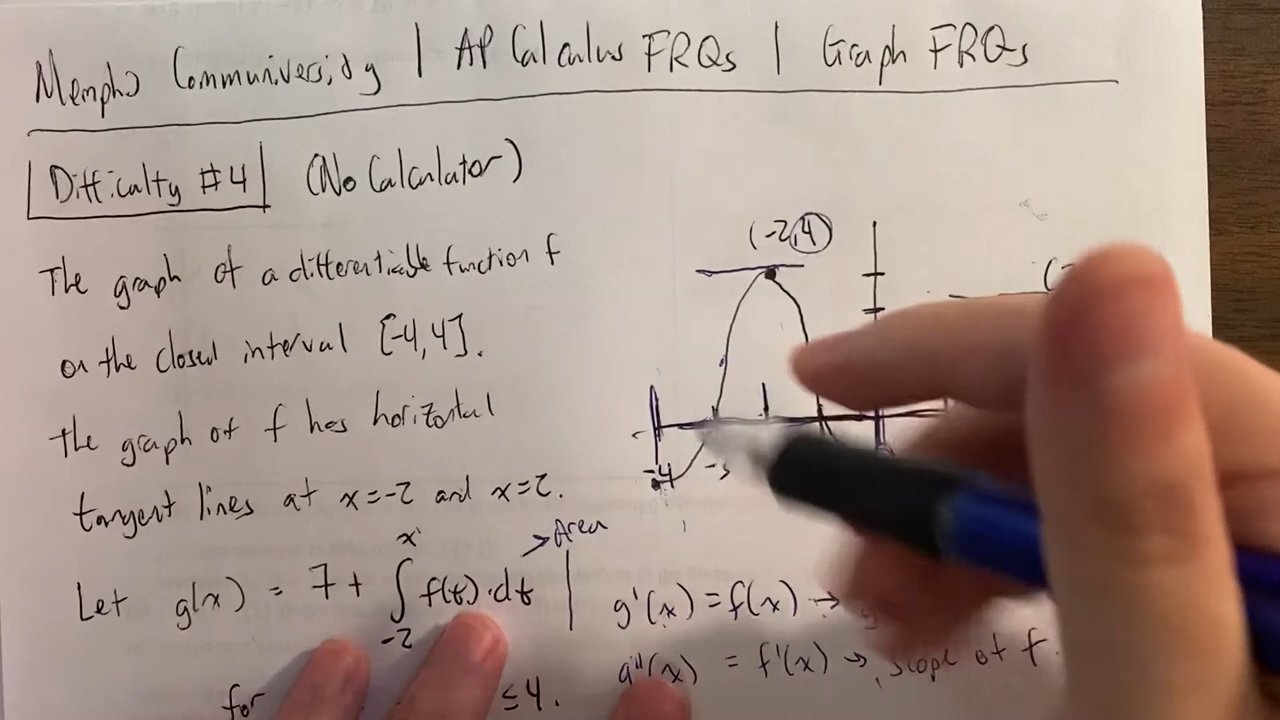 Mempho Communiversity | AP Calculus FRQs | Graph FRQs
Difficulty #4 (No Calculator)
The graph of a differentiable function f
on the closed interval [-4,4].
The graph of f has horizontal
tangent lines at x=-2 and x=2.
Let g(x) = 7 + ∫_{-2}^{x} f(t)·dt → Area
for ≤4.
g'(x) = f(x) →
g''(x) = f'(x) → slope of f.
(-2,4)
-4